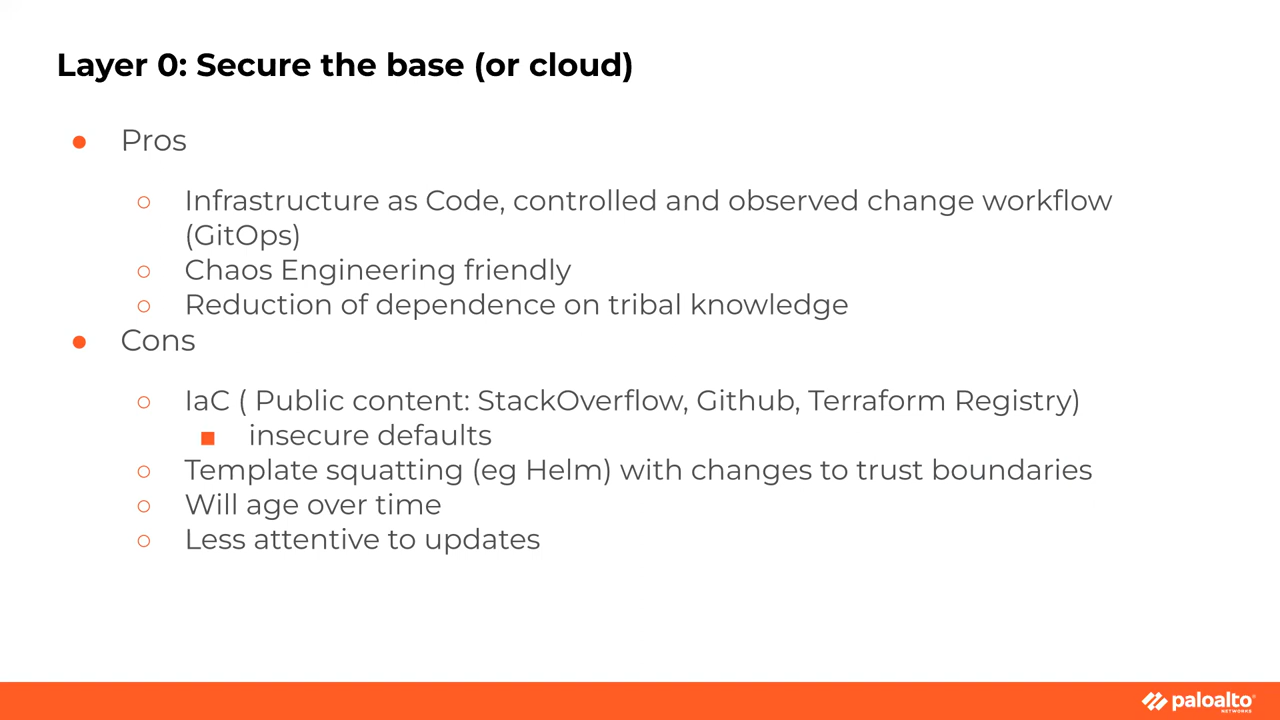 Layer 0: Secure the base (or cloud)
Pros
Infrastructure as Code, controlled and observed change workflow
(GitOps)
Chaos Engineering friendly
Reduction of dependence on tribal knowledge
Cons
IaC ( Public content: StackOverflow, Github, Terraform Registry)
insecure defaults
Template squatting (eg Helm) with changes to trust boundaries
Will age over time
Less attentive to updates
paloalto
NETWORKS